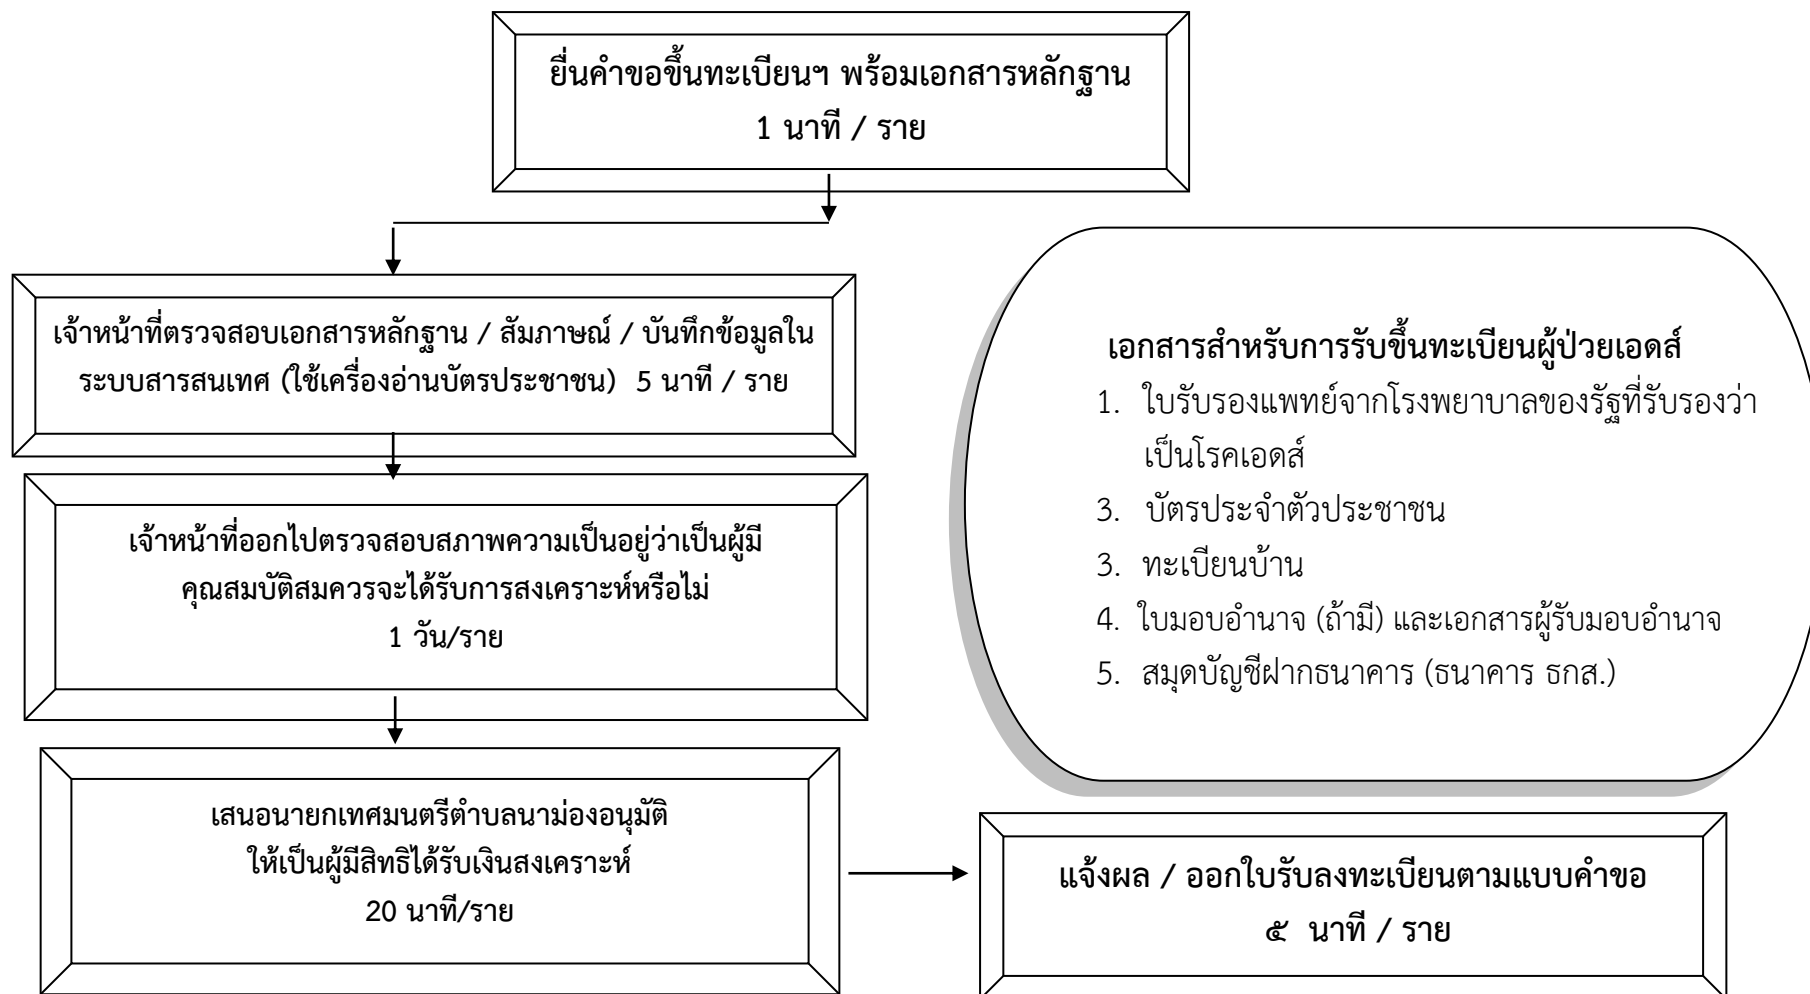 ยื่นคำขอขึ้นทะเบียนฯ พร้อมเอกสารหลักฐาน
1 นาที / ราย
เจ้าหน้าที่ตรวจสอบเอกสารหลักฐาน / สัมภาษณ์ / บันทึกข้อมูลใน
ระบบสารสนเทศ (ใช้เครื่องอ่านบัตรประชาชน) 5 นาที / ราย
เจ้าหน้าที่ออกไปตรวจสอบสภาพความเป็นอยู่ว่าเป็นผู้มี
คุณสมบัติสมควรจะได้รับการสงเคราะห์หรือไม่
1 วัน/ราย
เสนอนายกเทศมนตรีตำบลนาม่องอนุมัติ
ให้เป็นผู้มีสิทธิได้รับเงินสงเคราะห์
20 นาที/ราย
เอกสารสำหรับการรับขึ้นทะเบียนผู้ป่วยเอดส์
1. ใบรับรองแพทย์จากโรงพยาบาลของรัฐที่รับรองว่า
เป็นโรคเอดส์
3. บัตรประจำตัวประชาชน
3. ทะเบียนบ้าน
4. ใบมอบอำนาจ (ถ้ามี) และเอกสารผู้รับมอบอำนาจ
5. สมุดบัญชีฝากธนาคาร (ธนาคาร ธกส.)
แจ้งผล / ออกใบรับลงทะเบียนตามแบบคำขอ
๕ นาที / ราย